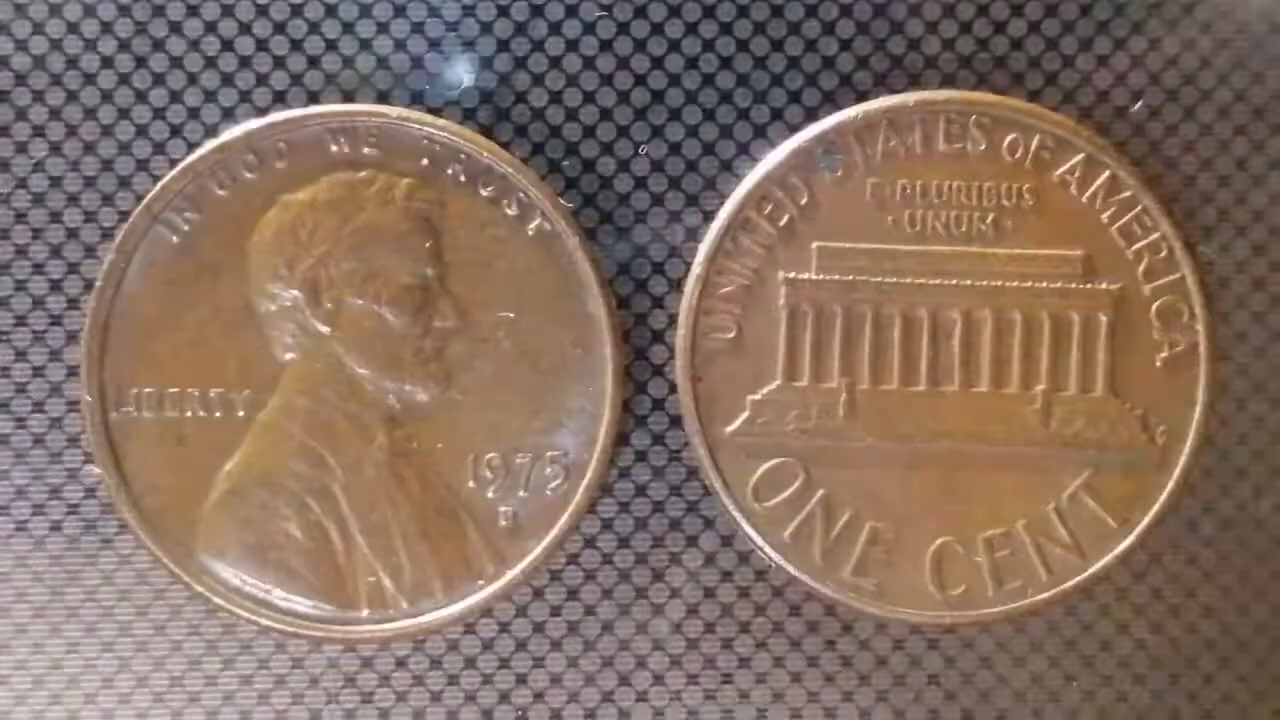 IN GOD WE TRUST
LIBERTY
1975
D
UNITED STATES OF AMERICA
E·PLURIBUS
·UNUM·
ONE CENT